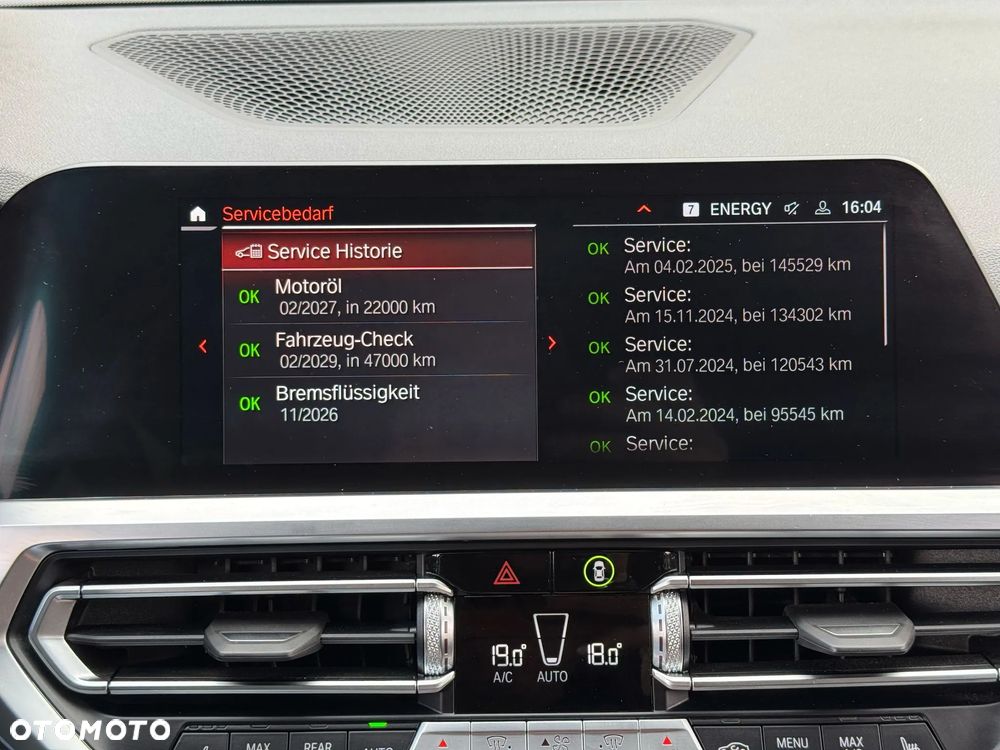 Servicebedarf
7 ENERGY 16:04
Service Historie
OK Motoröl
02/2027, in 22000 km
OK Fahrzeug-Check
02/2029, in 47000 km
OK Bremsflüssigkeit
11/2026
OK Service:
Am 04.02.2025, bei 145529 km
OK Service:
Am 15.11.2024, bei 134302 km
OK Service:
Am 31.07.2024, bei 120543 km
OK Service:
Am 14.02.2024, bei 95545 km
OK Service:
19.0° 18.0°
A/C AUTO
OTOMOTO
MAX
REAR
AUTO
MENU
MAX